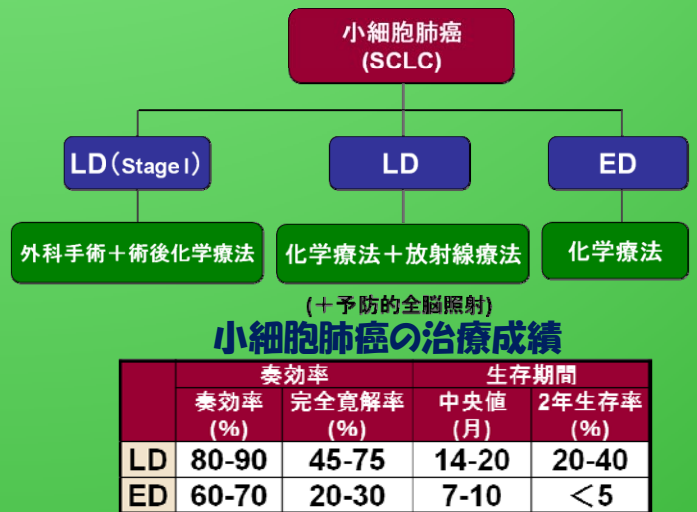 小細胞肺癌
(SCLC)
LD(Stage I)
LD
ED
外科手術+術後化学療法
化学療法+放射線療法
化学療法
(+予防的全脳照射)
小細胞肺癌の治療成績
奏効率 生存期間
奏効率 完全寛解率 中央値 2年生存率
(%) (%) (月) (%)
LD 80-90 45-75 14-20 20-40
ED 60-70 20-30 7-10 <5